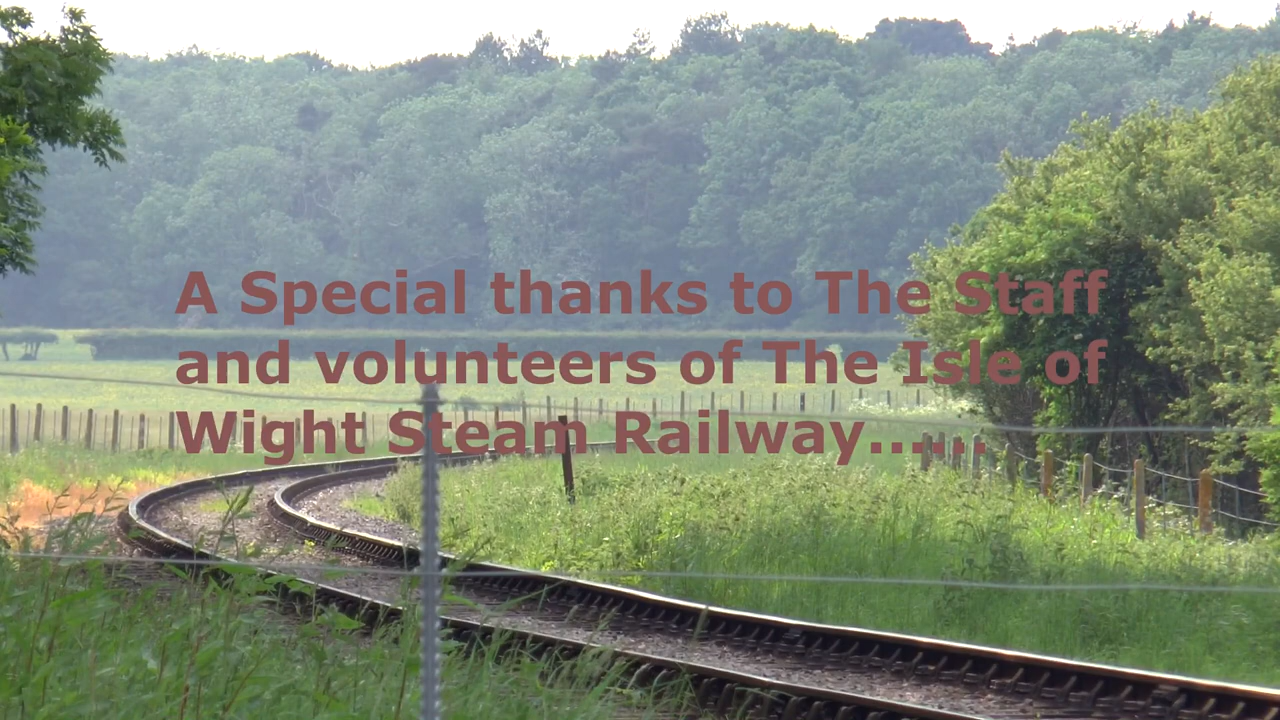 A Special thanks to The Staff
and volunteers of The Isle of
Wight Steam Railway......